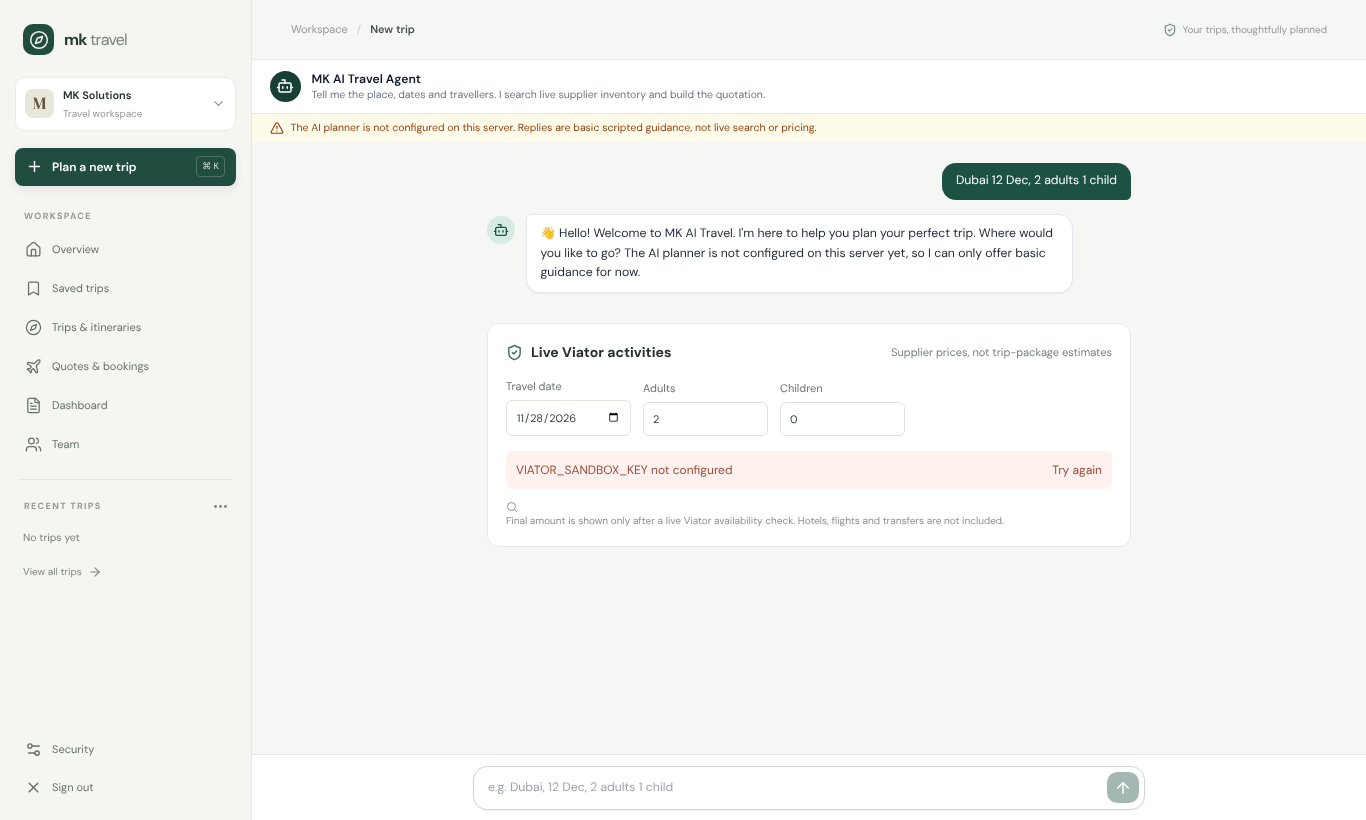 mk travel
M
MK Solutions
Travel workspace
Plan a new trip
⌘ K
WORKSPACE
Overview
Saved trips
Trips & itineraries
Quotes & bookings
Dashboard
Team
RECENT TRIPS
No trips yet
View all trips
Security
Sign out
Workspace / New trip
Your trips, thoughtfully planned
MK AI Travel Agent
Tell me the place, dates and travellers. I search live supplier inventory and build the quotation.
The AI planner is not configured on this server. Replies are basic scripted guidance, not live search or pricing.
Dubai 12 Dec, 2 adults 1 child
👋 Hello! Welcome to MK AI Travel. I'm here to help you plan your perfect trip. Where would
you like to go? The AI planner is not configured on this server yet, so I can only offer basic
guidance for now.
Live Viator activities
Supplier prices, not trip-package estimates
Travel date
Adults
Children
11/28/2026
2
0
VIATOR_SANDBOX_KEY not configured
Try again
Final amount is shown only after a live Viator availability check. Hotels, flights and transfers are not included.
e.g. Dubai, 12 Dec, 2 adults 1 child